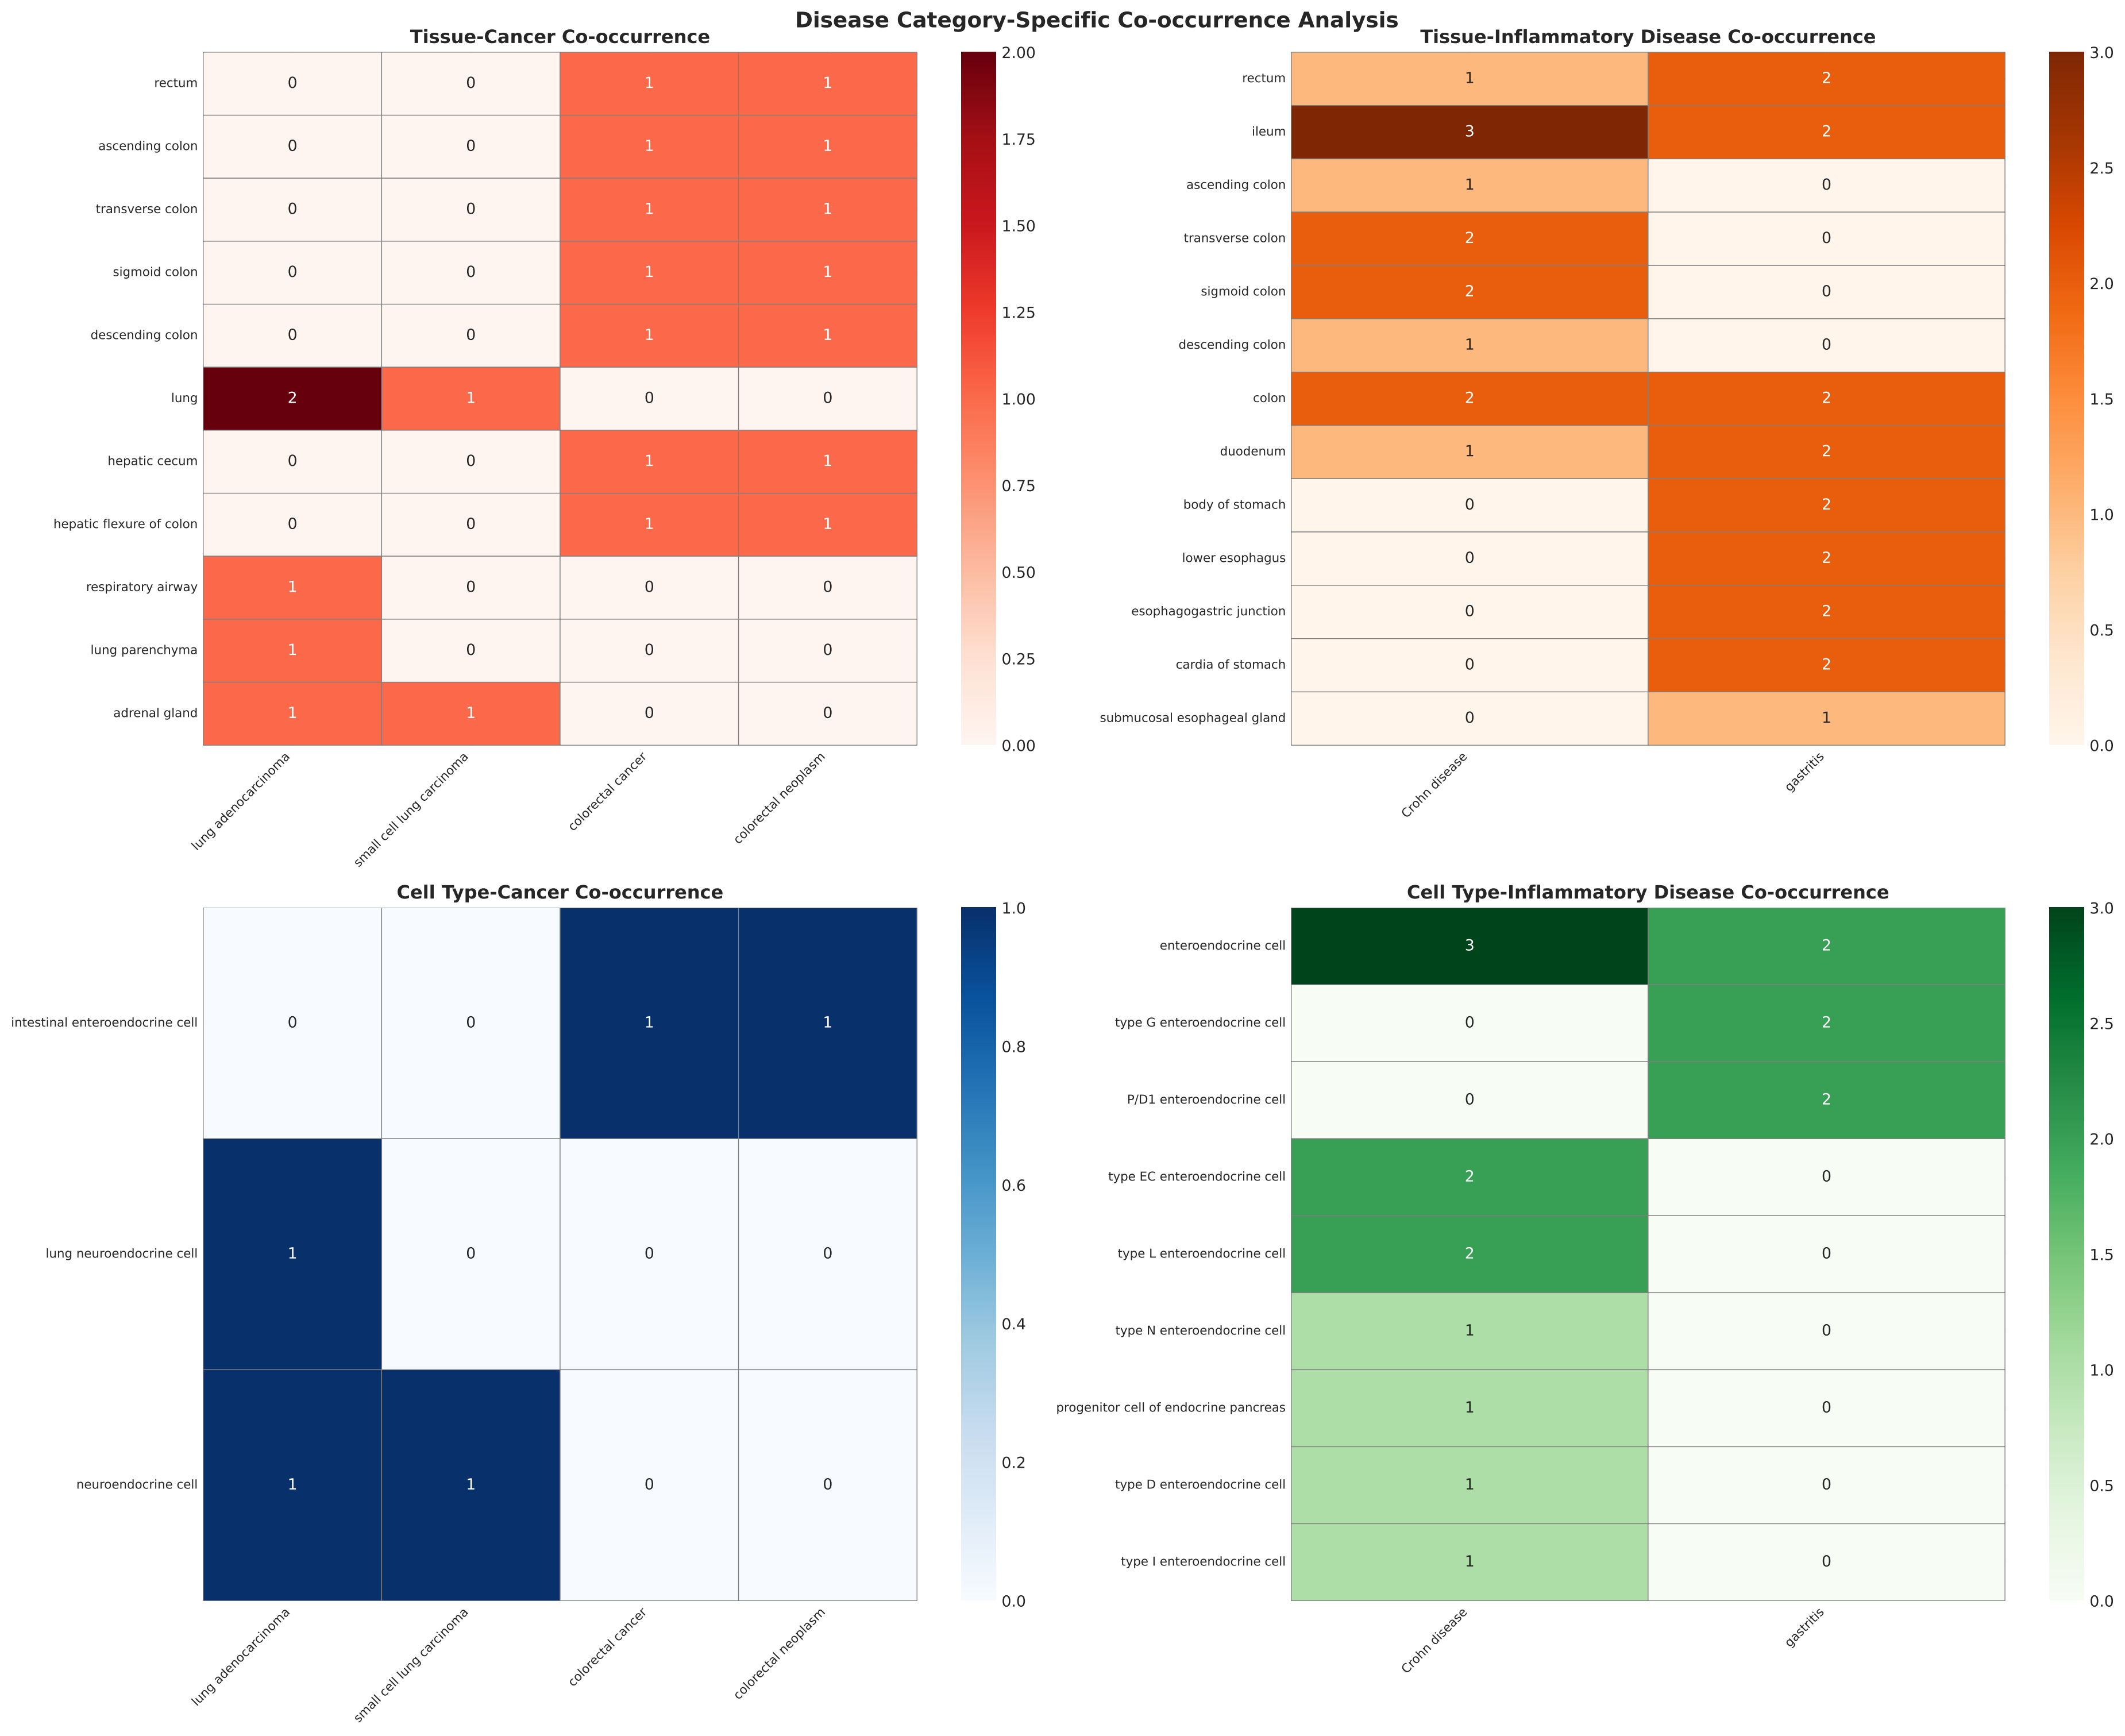 Disease Category-Specific Co-occurrence Analysis
Tissue-Cancer Co-occurrence
rectum 0 0 1 1
ascending colon 0 0 1 1
transverse colon 0 0 1 1
sigmoid colon 0 0 1 1
descending colon 0 0 1 1
lung 2 1 0 0
hepatic cecum 0 0 1 1
hepatic flexure of colon 0 0 1 1
respiratory airway 1 0 0 0
lung parenchyma 1 0 0 0
adrenal gland 1 1 0 0
lung adenocarcinoma
small cell lung carcinoma
colorectal cancer
colorectal neoplasm
2.00
1.75
1.50
1.25
1.00
0.75
0.50
0.25
0.00
Tissue-Inflammatory Disease Co-occurrence
rectum 1 2
ileum 3 2
ascending colon 1 0
transverse colon 2 0
sigmoid colon 2 0
descending colon 1 0
colon 2 2
duodenum 1 2
body of stomach 0 2
lower esophagus 0 2
esophagogastric junction 0 2
cardia of stomach 0 2
submucosal esophageal gland 0 1
Crohn disease
gastritis
3.0
2.5
2.0
1.5
1.0
0.5
0.0
Cell Type-Cancer Co-occurrence
intestinal enteroendocrine cell 0 0 1 1
lung neuroendocrine cell 1 0 0 0
neuroendocrine cell 1 1 0 0
lung adenocarcinoma
small cell lung carcinoma
colorectal cancer
colorectal neoplasm
1.0
0.8
0.6
0.4
0.2
0.0
Cell Type-Inflammatory Disease Co-occurrence
enteroendocrine cell 3 2
type G enteroendocrine cell 0 2
P/D1 enteroendocrine cell 0 2
type EC enteroendocrine cell 2 0
type L enteroendocrine cell 2 0
type N enteroendocrine cell 1 0
progenitor cell of endocrine pancreas 1 0
type D enteroendocrine cell 1 0
type I enteroendocrine cell 1 0
Crohn disease
gastritis
3.0
2.5
2.0
1.5
1.0
0.5
0.0